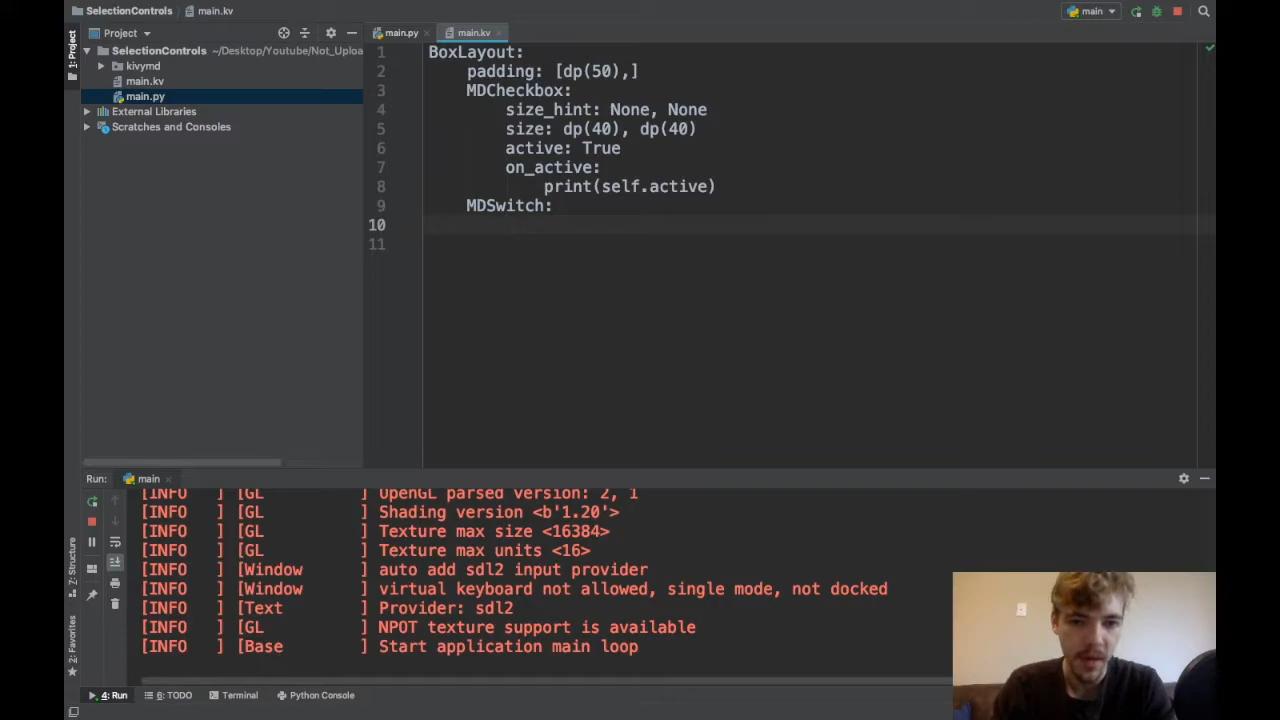 SelectionControls
main.kv
main
1: Project
Project
main.py
main.kv
SelectionControls ~/Desktop/Youtube/Not_Uploa
kivymd
main.kv
main.py
External Libraries
Scratches and Consoles
1 BoxLayout:
2 padding: [dp(50),]
3 MDCheckbox:
4 size_hint: None, None
5 size: dp(40), dp(40)
6 active: True
7 on_active:
8 print(self.active)
9 MDSwitch:
10
11
Run: main
[INFO ] [GL ] OpenGL parsed version: 2, 1
[INFO ] [GL ] Shading version <b'1.20'>
[INFO ] [GL ] Texture max size <16384>
[INFO ] [GL ] Texture max units <16>
[INFO ] [Window ] auto add sdl2 input provider
[INFO ] [Window ] virtual keyboard not allowed, single mode, not docked
[INFO ] [Text ] Provider: sdl2
[INFO ] [GL ] NPOT texture support is available
[INFO ] [Base ] Start application main loop
Z: Structure
2: Favorites
4: Run
6: TODO
Terminal
Python Console